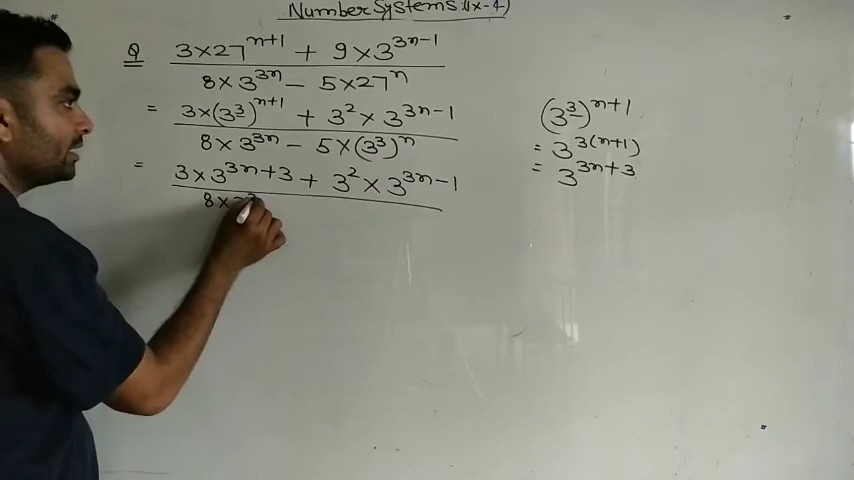 Number Systems (IX-4)
Q 3×27^(n+1) + 9×3^(3n-1)
8×3^(3n) - 5×27^n
= 3×(3^3)^(n+1) + 3^2×3^(3n-1)
8×3^(3n) - 5×(3^3)^n
= 3×3^(3n+3) + 3^2×3^(3n-1)
8×3
(3^3)^(n+1)
= 3^(3(n+1))
= 3^(3n+3)